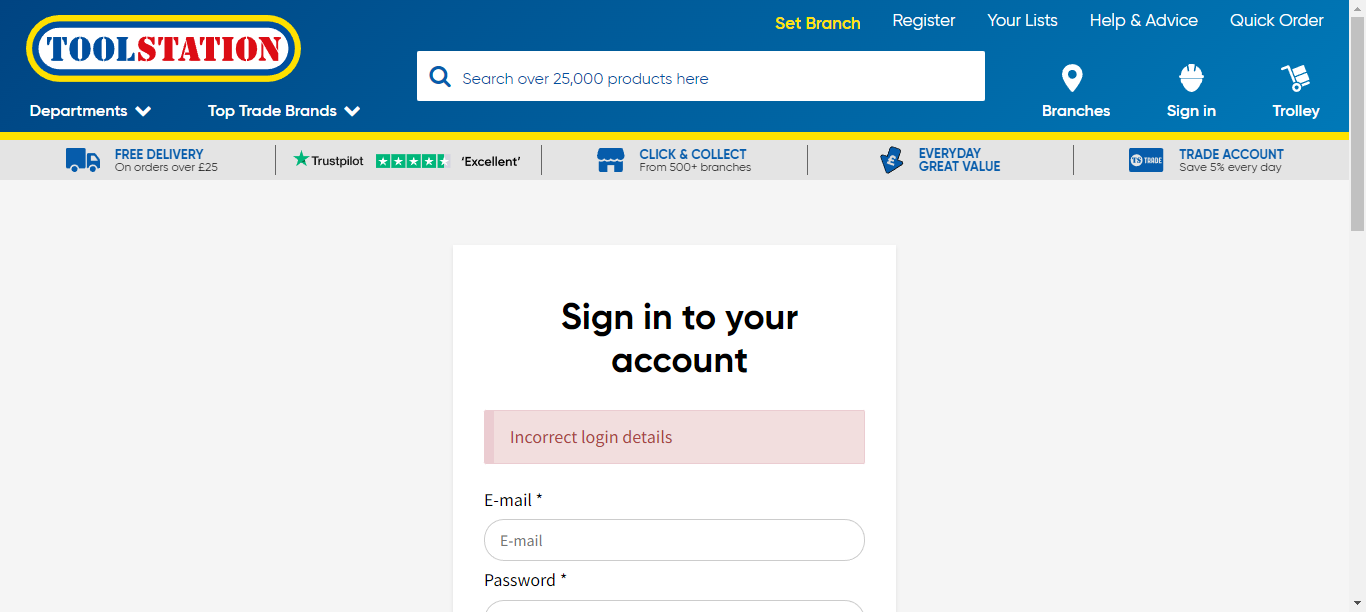 Set Branch Register Your Lists Help & Advice Quick Order
TOOLSTATION
Search over 25,000 products here
Departments Top Trade Brands Branches Sign in Trolley
FREE DELIVERY
On orders over £25
Trustpilot 'Excellent'
CLICK & COLLECT
From 500+ branches
EVERYDAY
GREAT VALUE
TS TRADE
TRADE ACCOUNT
Save 5% every day
Sign in to your
account
Incorrect login details
E-mail *
E-mail
Password *